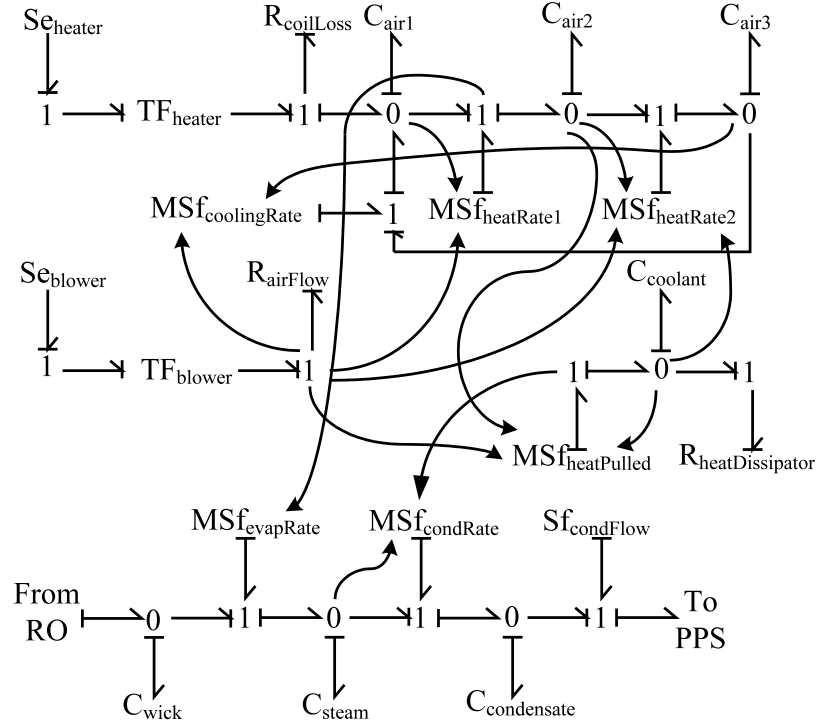 Se_heater R_coilLoss C_air1 C_air2 C_air3
1 TF_heater 1 0 1 0 1 0
MSf_coolingRate 1 MSf_heatRate1 MSf_heatRate2
Se_blower R_airFlow C_coolant
1 TF_blower 1 1 0 1
MSf_heatPulled R_heatDissipator
MSf_evapRate MSf_condRate Sf_condFlow
From RO 0 1 0 1 0 1 To PPS
C_wick C_steam C_condensate